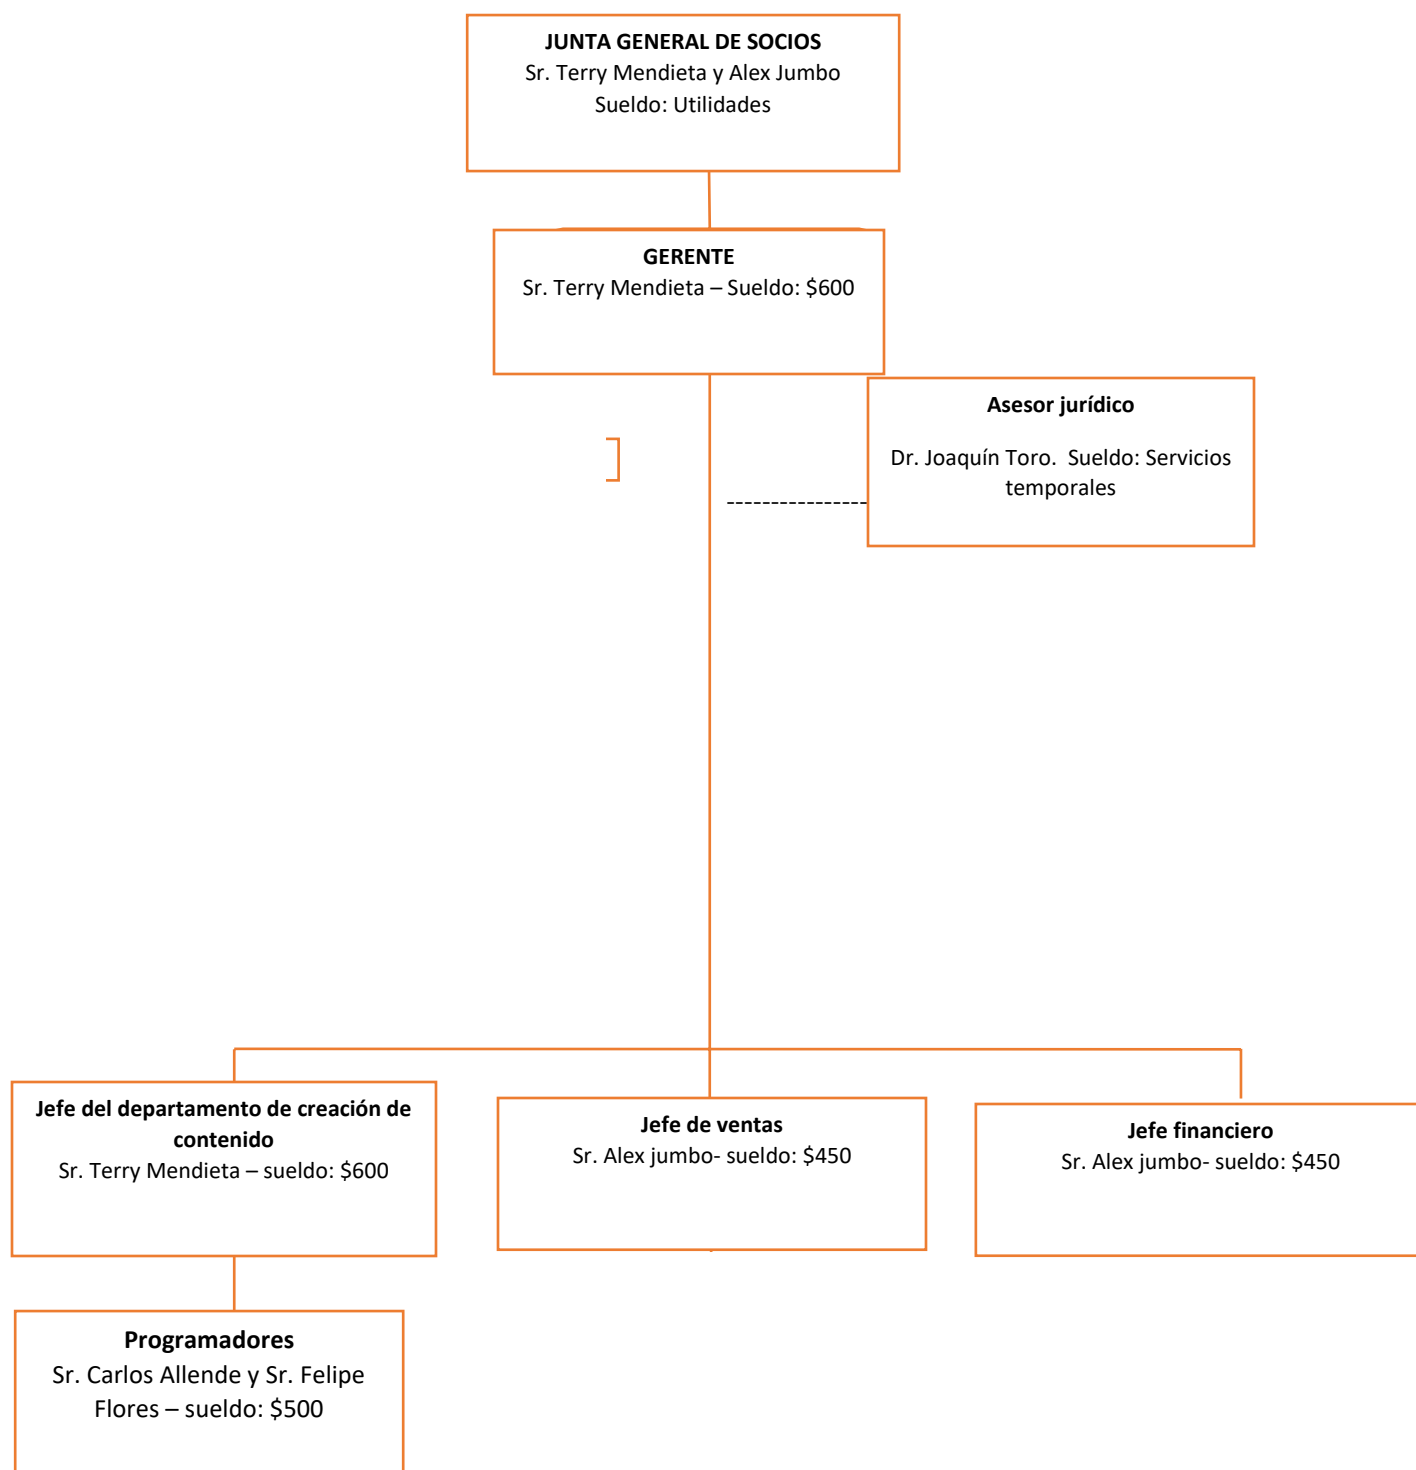 JUNTA GENERAL DE SOCIOS
Sr. Terry Mendieta y Alex Jumbo
Sueldo: Utilidades
GERENTE
Sr. Terry Mendieta – Sueldo: $600
Asesor jurídico
Dr. Joaquín Toro.  Sueldo: Servicios
temporales
Jefe del departamento de creación de
contenido
Sr. Terry Mendieta – sueldo: $600
Jefe de ventas
Sr. Alex jumbo- sueldo: $450
Jefe financiero
Sr. Alex jumbo- sueldo: $450
Programadores
Sr. Carlos Allende y Sr. Felipe
Flores – sueldo: $500